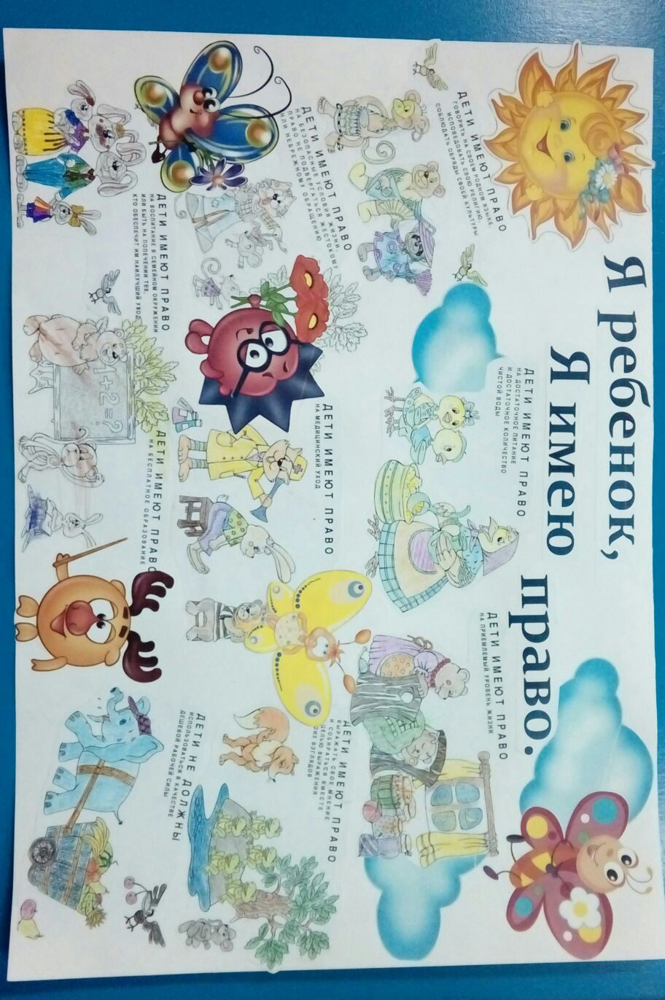 Я ребенок,
Я имею
право.
ДЕТИ ИМЕЮТ ПРАВО
ГОВОРИТЬ НА СВОЕМ РОДНОМ ЯЗЫКЕ,
ИСПОВЕДОВАТЬ СВОЮ РЕЛИГИЮ,
СОБЛЮДАТЬ ОБРЯДЫ СВОЕЙ КУЛЬТУРЫ
ДЕТИ ИМЕЮТ ПРАВО
НА ДОСТАТОЧНОЕ ПИТАНИЕ
И ДОСТАТОЧНОЕ КОЛИЧЕСТВО
ЧИСТОЙ ВОДЫ
ДЕТИ ИМЕЮТ ПРАВО
НА ПРИЕМЛЕМЫЙ УРОВЕНЬ ЖИЗНИ
ДЕТИ ИМЕЮТ ПРАВО
НА БЕЗОПАСНЫЕ УСЛОВИЯ ЖИЗНИ,
ПРАВО НЕ ПОДВЕРГАТЬСЯ ЖЕСТОКОМУ
ИЛИ НЕБРЕЖНОМУ ОБРАЩЕНИЮ
ДЕТИ ИМЕЮТ ПРАВО
НА МЕДИЦИНСКИЙ УХОД
ДЕТИ ИМЕЮТ ПРАВО
ВЫРАЖАТЬ СВОЕ МНЕНИЕ
И СОБИРАТЬСЯ ВМЕСТЕ
ЦЕЛЬЮ ВЫРАЖЕНИЯ
ОИХ ВЗГЛЯДОВ
ДЕТИ ИМЕЮТ ПРАВО
НА ВОСПИТАНИЕ В СЕМЕЙНОМ ОКРУЖЕНИИ
ИЛИ БЫТЬ НА ПОПЕЧЕНИИ ТЕХ,
КТО ОБЕСПЕЧИТ ИМ НАИЛУЧШИЙ УХОД
1+2=?
ДЕТИ ИМЕЮТ ПРАВО
НА БЕСПЛАТНОЕ ОБРАЗОВАНИЕ
ДЕТИ НЕ ДОЛЖНЫ
ИСПОЛЬЗОВАТЬСЯ В КАЧЕСТВЕ
ДЕШЕВОЙ РАБОЧЕЙ СИЛЫ